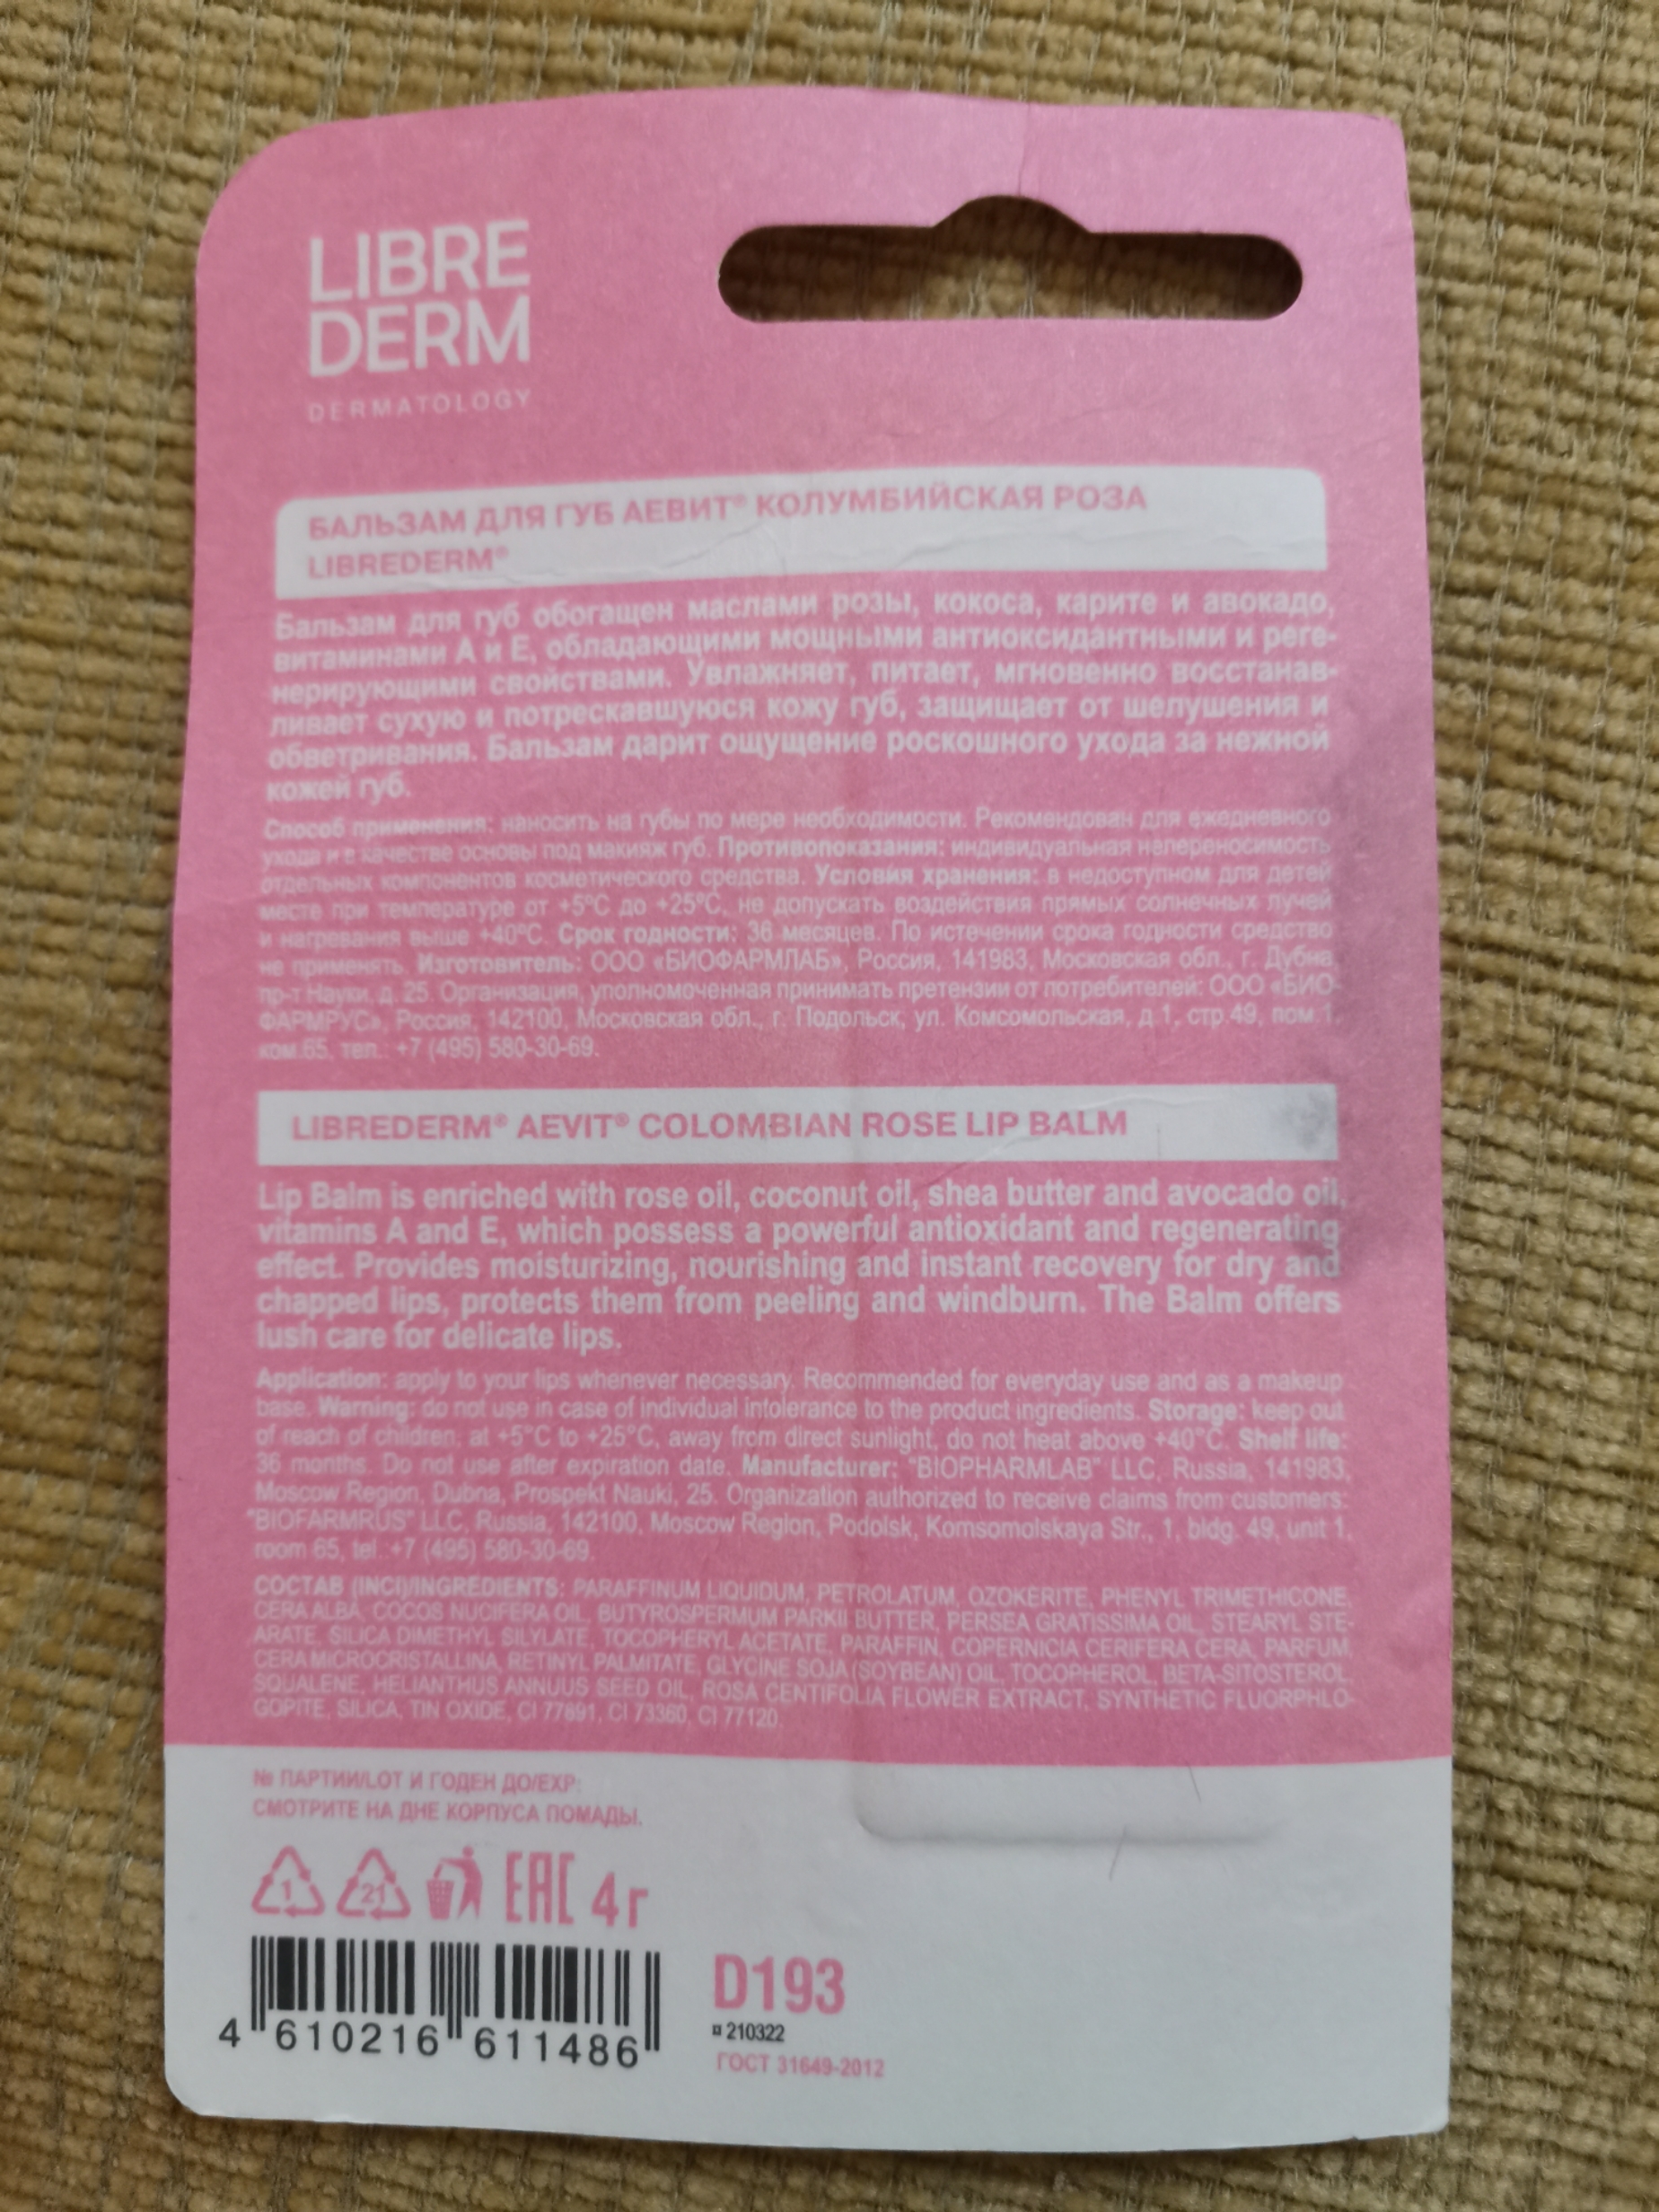 LIBRE
DERM
DERMATOLOGY
БАЛЬЗАМ ДЛЯ ГУБ АЕВИТ® КОЛУМБИЙСКАЯ РОЗА
LIBREDERM®
Бальзам для губ обогащен маслами розы, кокоса, карите и авокадо,
витаминами А и Е, обладающими мощными антиоксидантными и реге-
нерирующими свойствами. Увлажняет, питает, мгновенно восстанав-
ливает сухую и потрескавшуюся кожу губ, защищает от шелушения и
обветривания. Бальзам дарит ощущение роскошного ухода за нежной
кожей губ.
Способ применения: наносить на губы по мере необходимости. Рекомендован для ежедневного
ухода и в качестве основы под макияж губ. Противопоказания: индивидуальная непереносимость
отдельных компонентов косметического средства. Условия хранения: в недоступном для детей
месте при температуре от +5°С до +25°С, не допускать воздействия прямых солнечных лучей
и нагревания выше +40°С. Срок годности: 36 месяцев. По истечении срока годности средство
не применять. Изготовитель: ООО «БИОФАРМЛАБ», Россия, 141983, Московская обл., г. Дубна,
пр-т Науки, д. 25. Организация, уполномоченная принимать претензии от потребителей: ООО «БИО-
ФАРМРУС», Россия, 142100, Московская обл., г. Подольск, ул. Комсомольская, д.1, стр.49, пом.1,
ком.65, тел.: +7 (495) 580-30-69.
LIBREDERM® AEVIT® COLOMBIAN ROSE LIP BALM
Lip Balm is enriched with rose oil, coconut oil, shea butter and avocado oil,
vitamins A and E, which possess a powerful antioxidant and regenerating
effect. Provides moisturizing, nourishing and instant recovery for dry and
chapped lips, protects them from peeling and windburn. The Balm offers
lush care for delicate lips.
Application: apply to your lips whenever necessary. Recommended for everyday use and as a makeup
base. Warning: do not use in case of individual intolerance to the product ingredients. Storage: keep out
of reach of children, at +5°C to +25°C, away from direct sunlight, do not heat above +40°C. Shelf life:
36 months. Do not use after expiration date. Manufacturer: "BIOPHARMLAB" LLC, Russia, 141983,
Moscow Region, Dubna, Prospekt Nauki, 25. Organization authorized to receive claims from customers:
"BIOFARMRUS" LLC, Russia, 142100, Moscow Region, Podolsk, Komsomolskaya Str., 1, bldg. 49, unit 1,
room 65, tel.:+7 (495) 580-30-69.
СОСТАВ (INCI)/INGREDIENTS: PARAFFINUM LIQUIDUM, PETROLATUM, OZOKERITE, PHENYL TRIMETHICONE,
CERA ALBA, COCOS NUCIFERA OIL, BUTYROSPERMUM PARKII BUTTER, PERSEA GRATISSIMA OIL, STEARYL STE-
ARATE, SILICA DIMETHYL SILYLATE, TOCOPHERYL ACETATE, PARAFFIN, COPERNICIA CERIFERA CERA, PARFUM,
CERA MICROCRISTALLINA, RETINYL PALMITATE, GLYCINE SOJA (SOYBEAN) OIL, TOCOPHEROL, BETA-SITOSTEROL,
SQUALENE, HELIANTHUS ANNUUS SEED OIL, ROSA CENTIFOLIA FLOWER EXTRACT, SYNTHETIC FLUORPHLO-
GOPITE, SILICA, TIN OXIDE, CI 77891, CI 73360, CI 77120.
№ ПАРТИИ/LOT И ГОДЕН ДО/EXP:
СМОТРИТЕ НА ДНЕ КОРПУСА ПОМАДЫ.
1 21 EAC 4 г
4 610216 611486
D193
210322
ГОСТ 31649-2012